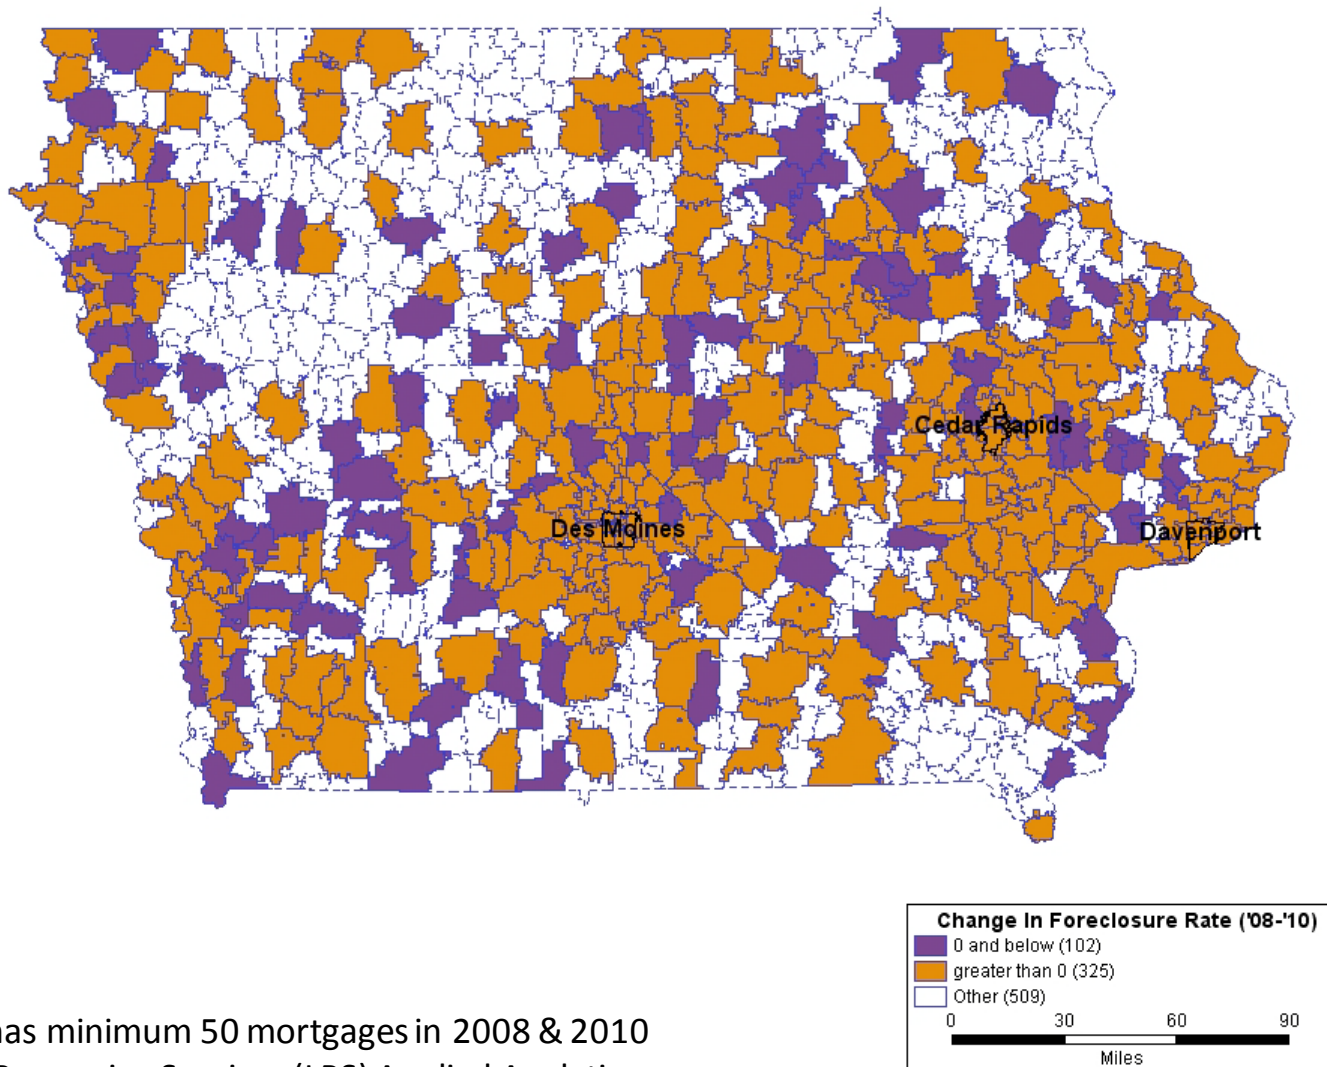 Cedar Rapids
Des Moines
Davenport
Change In Foreclosure Rate ('08-'10)
0 and below (102)
greater than 0 (325)
Other (509)
0 30 60 90
Miles
has minimum 50 mortgages in 2008 & 2010